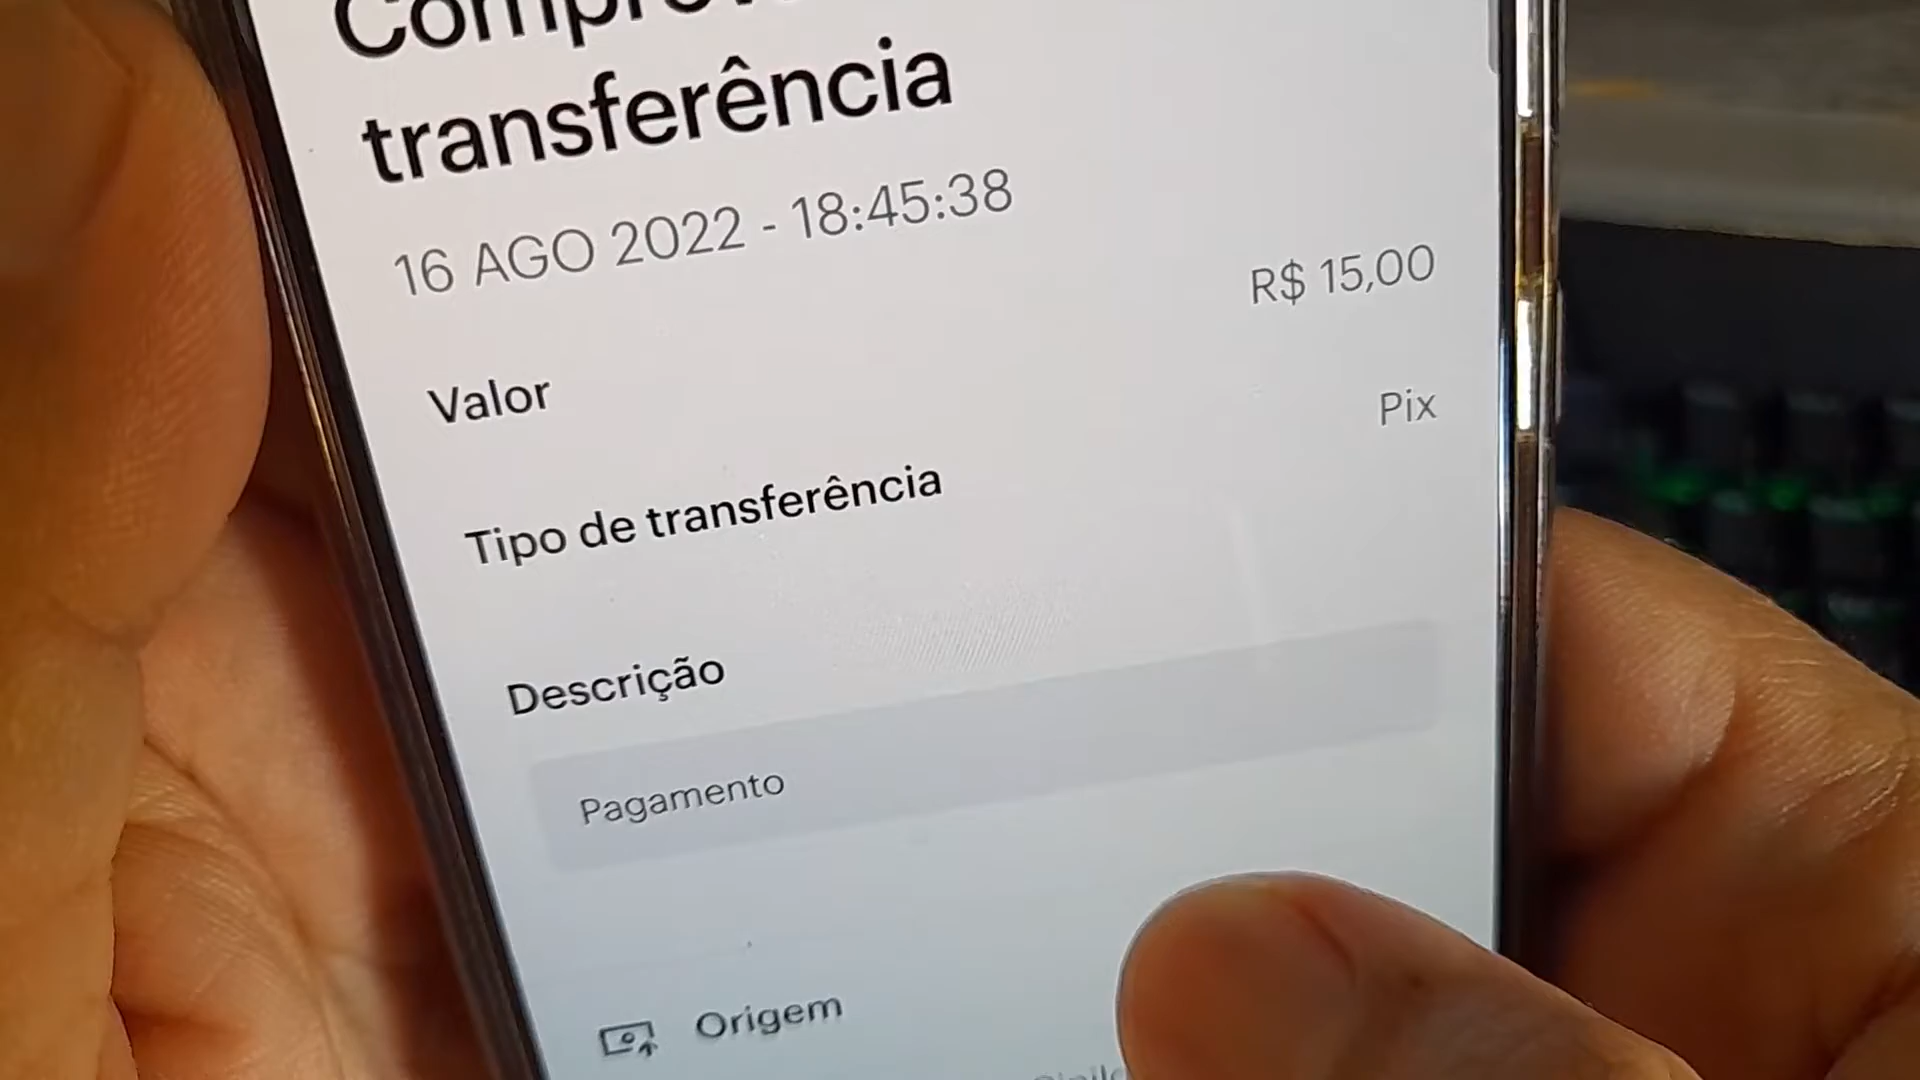 transferência
16 AGO 2022 - 18:45:38
Valor
R$ 15,00
Tipo de transferência
Pix
Descrição
Pagamento
Origem